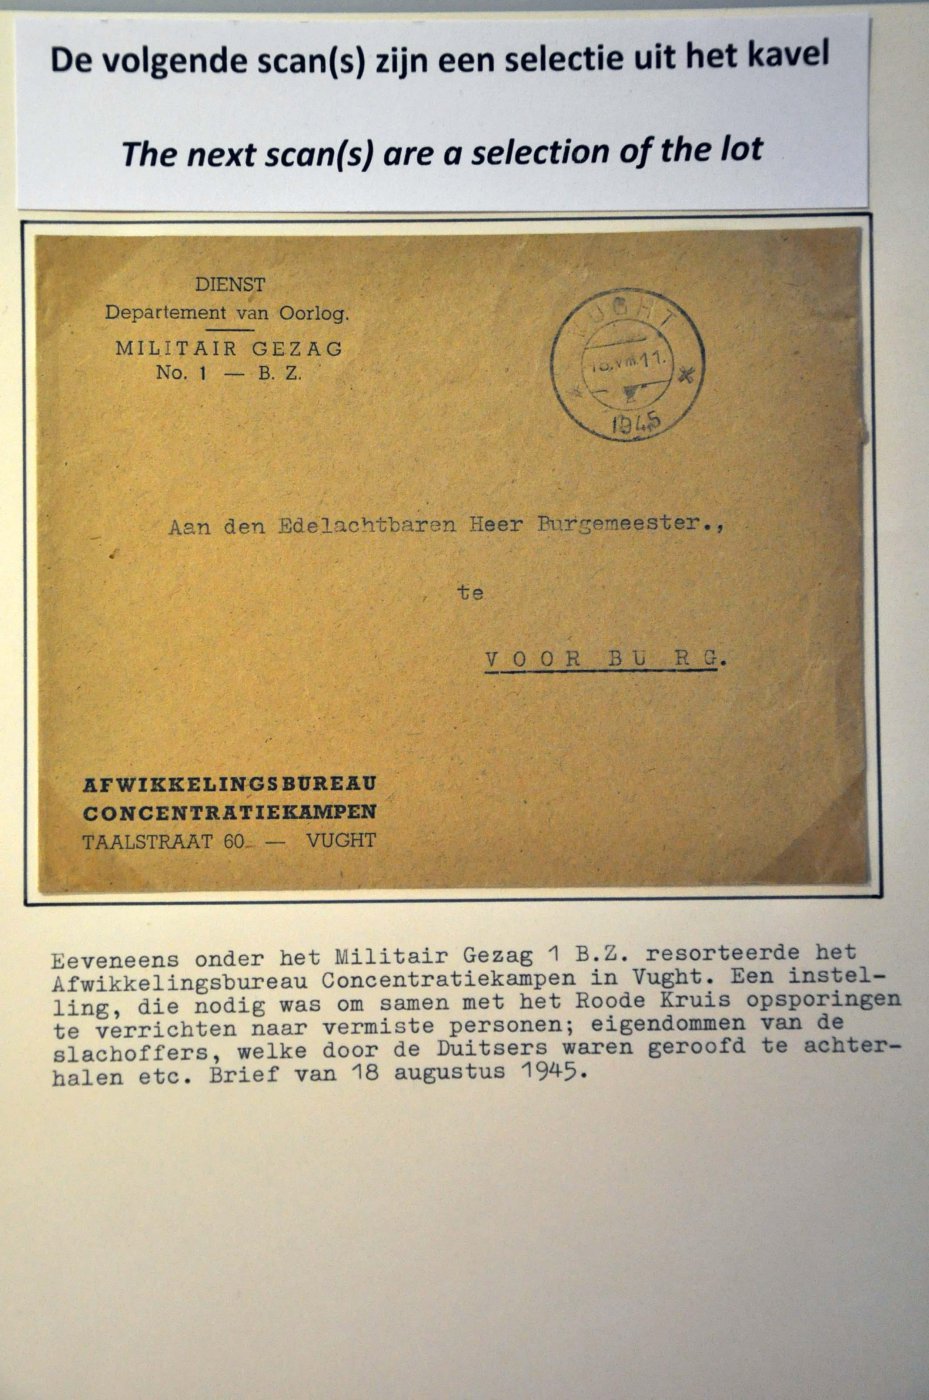 De volgende scan(s) zijn een selectie uit het kavel
The next scan(s) are a selection of the lot
DIENST
Departement van Oorlog.
MILITAIR GEZAG
No. 1 — B. Z.
VUGHT
18.VIII.11.
1945
Aan den Edelachtbaren Heer Burgemeester.,
te
V O O R B U R G.
AFWIKKELINGSBUREAU
CONCENTRATIEKAMPEN
TAALSTRAAT 60 — VUGHT
Eeveneens onder het Militair Gezag 1 B.Z. resorteerde het
Afwikkelingsbureau Concentratiekampen in Vught. Een instel-
ling, die nodig was om samen met het Roode Kruis opsporingen
te verrichten naar vermiste personen; eigendommen van de
slachoffers, welke door de Duitsers waren geroofd te achter-
halen etc. Brief van 18 augustus 1945.